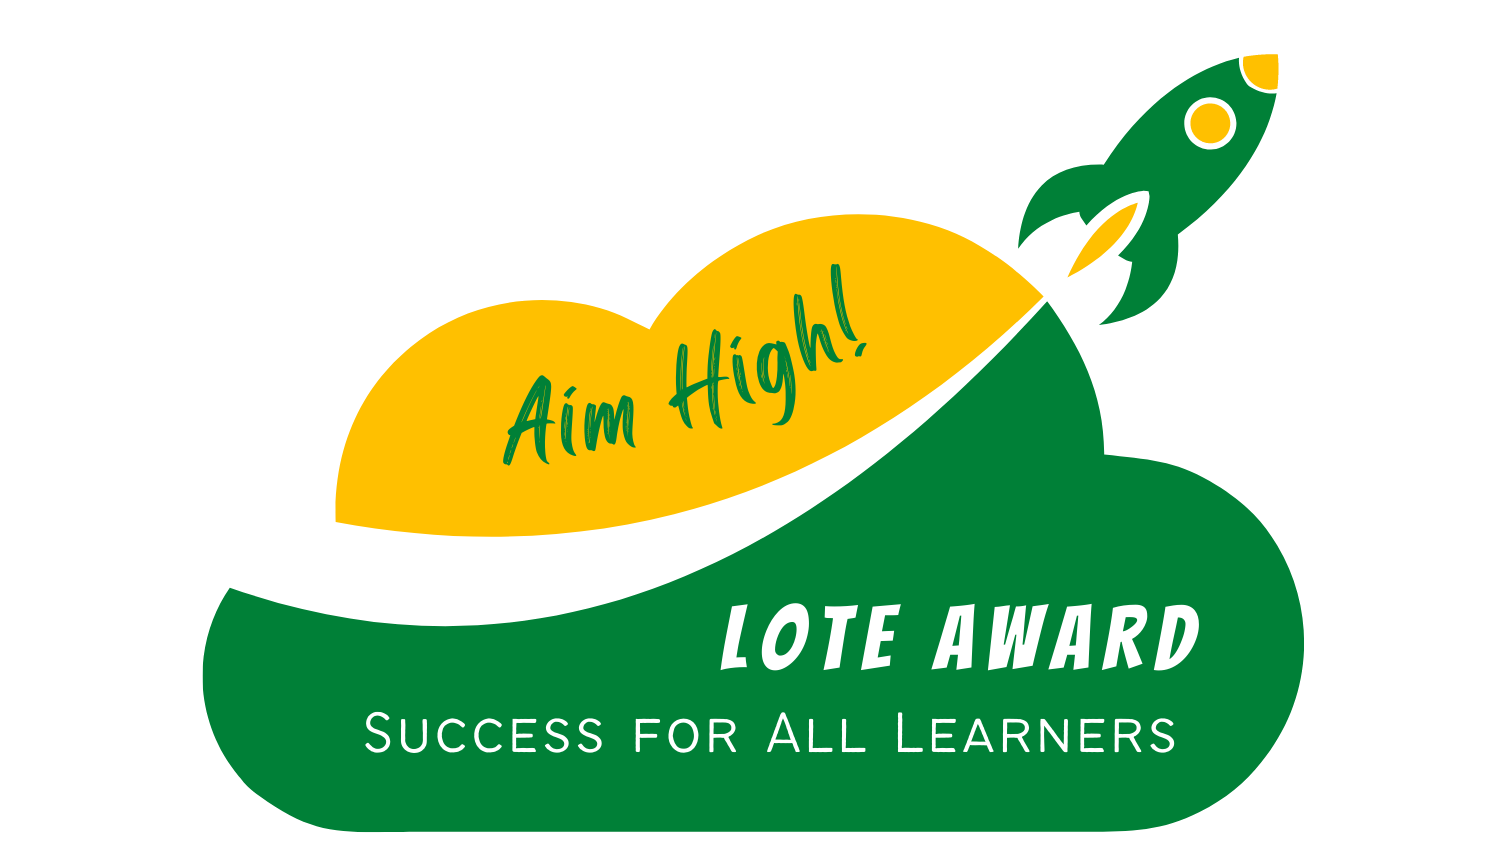 Aim High!
LOTE AWARD
Success for All Learners